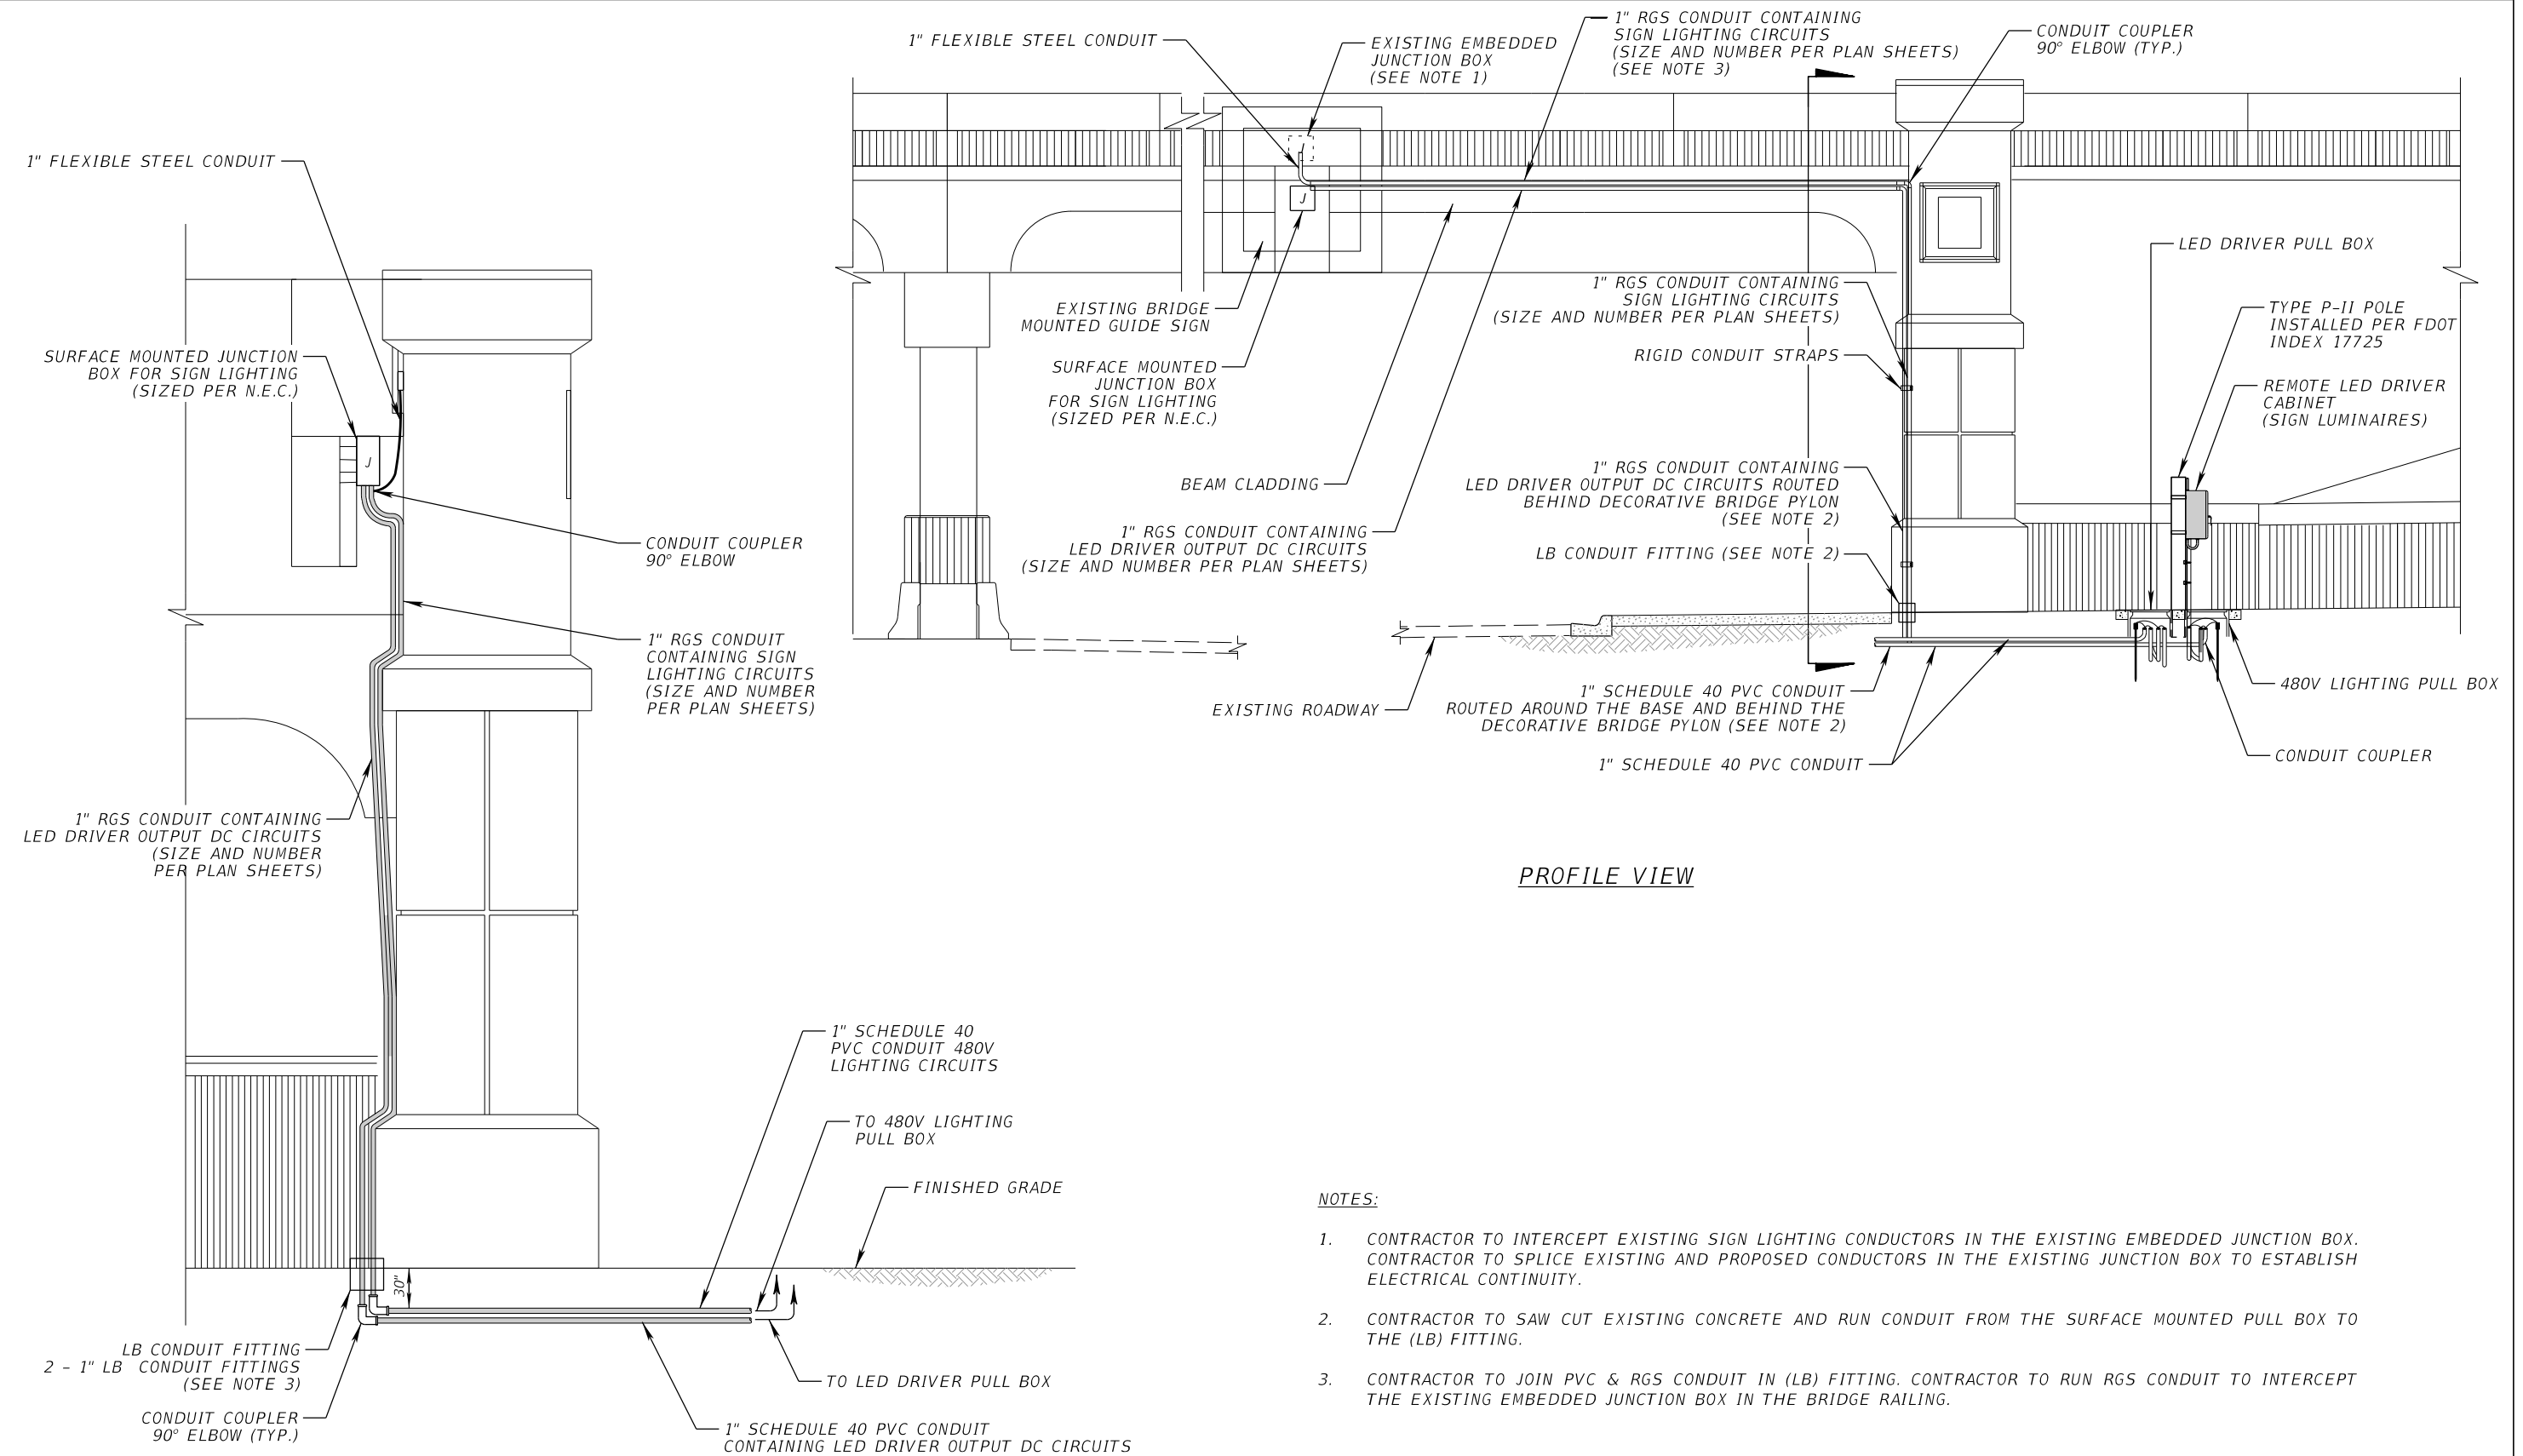 1" FLEXIBLE STEEL CONDUIT
SURFACE MOUNTED JUNCTION
BOX FOR SIGN LIGHTING
(SIZED PER N.E.C.)
J
CONDUIT COUPLER
90° ELBOW
1" RGS CONDUIT
CONTAINING SIGN
LIGHTING CIRCUITS
(SIZE AND NUMBER
PER PLAN SHEETS)
1" RGS CONDUIT CONTAINING
LED DRIVER OUTPUT DC CIRCUITS
(SIZE AND NUMBER
PER PLAN SHEETS)
1" SCHEDULE 40
PVC CONDUIT 480V
LIGHTING CIRCUITS
TO 480V LIGHTING
PULL BOX
FINISHED GRADE
30"
LB CONDUIT FITTING
2 - 1" LB CONDUIT FITTINGS
(SEE NOTE 3)
CONDUIT COUPLER
90° ELBOW (TYP.)
TO LED DRIVER PULL BOX
1" SCHEDULE 40 PVC CONDUIT
CONTAINING LED DRIVER OUTPUT DC CIRCUITS
1" FLEXIBLE STEEL CONDUIT
EXISTING EMBEDDED
JUNCTION BOX
(SEE NOTE 1)
1" RGS CONDUIT CONTAINING
SIGN LIGHTING CIRCUITS
(SIZE AND NUMBER PER PLAN SHEETS)
(SEE NOTE 3)
CONDUIT COUPLER
90° ELBOW (TYP.)
J
J
EXISTING BRIDGE
MOUNTED GUIDE SIGN
SURFACE MOUNTED
JUNCTION BOX
FOR SIGN LIGHTING
(SIZED PER N.E.C.)
BEAM CLADDING
1" RGS CONDUIT CONTAINING
LED DRIVER OUTPUT DC CIRCUITS
(SIZE AND NUMBER PER PLAN SHEETS)
1" RGS CONDUIT CONTAINING
SIGN LIGHTING CIRCUITS
(SIZE AND NUMBER PER PLAN SHEETS)
RIGID CONDUIT STRAPS
1" RGS CONDUIT CONTAINING
LED DRIVER OUTPUT DC CIRCUITS ROUTED
BEHIND DECORATIVE BRIDGE PYLON
(SEE NOTE 2)
LB CONDUIT FITTING (SEE NOTE 2)
LED DRIVER PULL BOX
TYPE P-II POLE
INSTALLED PER FDOT
INDEX 17725
REMOTE LED DRIVER
CABINET
(SIGN LUMINAIRES)
480V LIGHTING PULL BOX
CONDUIT COUPLER
EXISTING ROADWAY
1" SCHEDULE 40 PVC CONDUIT
ROUTED AROUND THE BASE AND BEHIND THE
DECORATIVE BRIDGE PYLON (SEE NOTE 2)
1" SCHEDULE 40 PVC CONDUIT
PROFILE VIEW
NOTES:
1. CONTRACTOR TO INTERCEPT EXISTING SIGN LIGHTING CONDUCTORS IN THE EXISTING EMBEDDED JUNCTION BOX.
CONTRACTOR TO SPLICE EXISTING AND PROPOSED CONDUCTORS IN THE EXISTING JUNCTION BOX TO ESTABLISH
ELECTRICAL CONTINUITY.
2. CONTRACTOR TO SAW CUT EXISTING CONCRETE AND RUN CONDUIT FROM THE SURFACE MOUNTED PULL BOX TO
THE (LB) FITTING.
3. CONTRACTOR TO JOIN PVC & RGS CONDUIT IN (LB) FITTING. CONTRACTOR TO RUN RGS CONDUIT TO INTERCEPT
THE EXISTING EMBEDDED JUNCTION BOX IN THE BRIDGE RAILING.